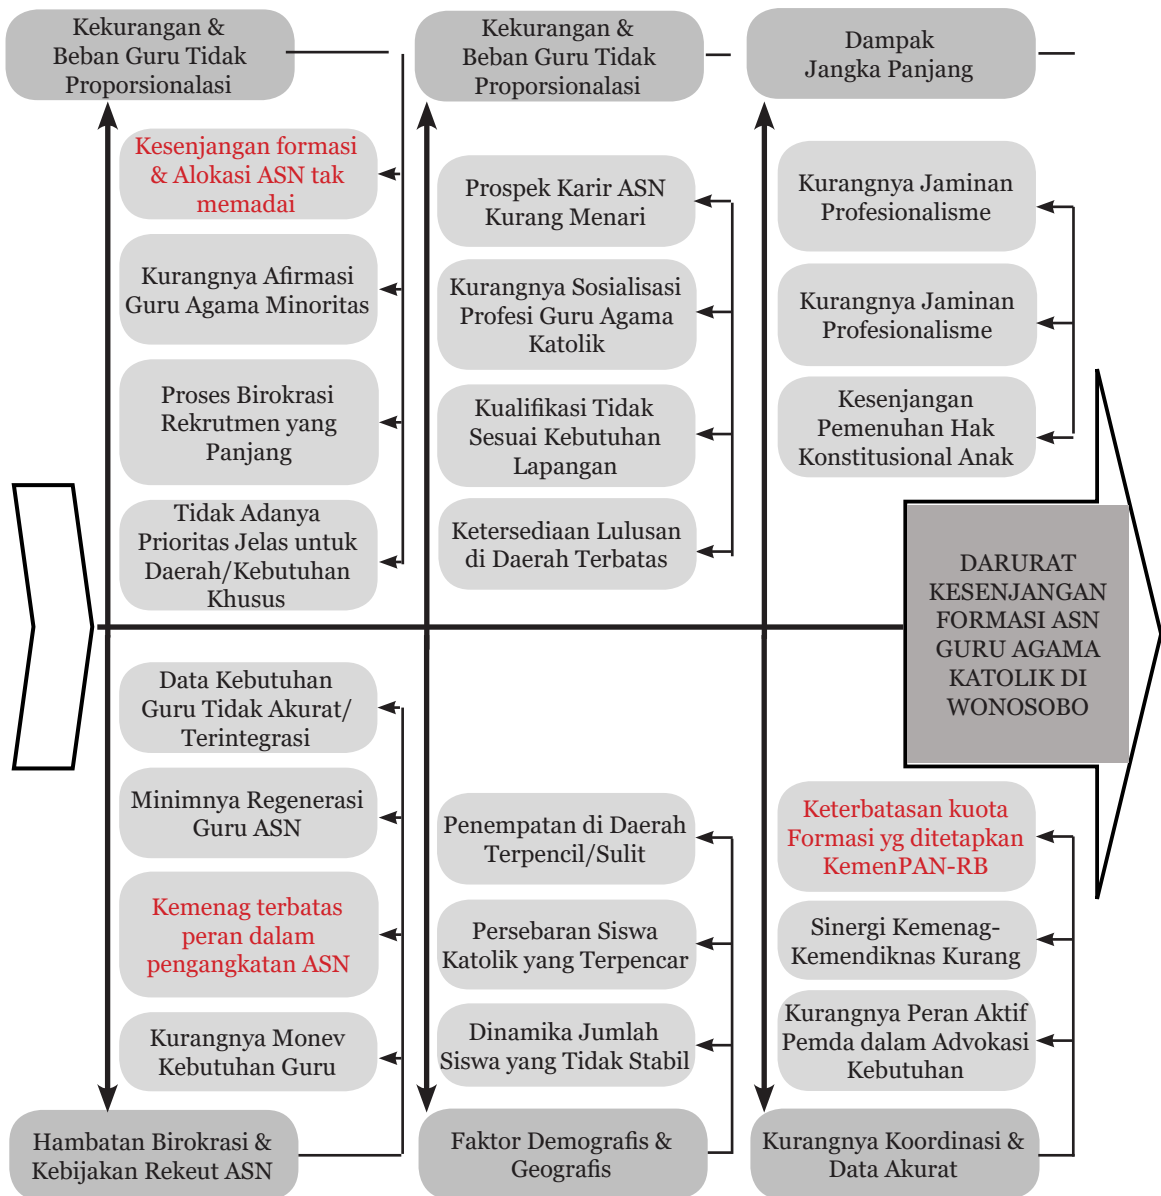 Kekurangan &
Beban Guru Tidak
Proporsionalasi
Kesenjangan formasi
& Alokasi ASN tak
memadai
Kurangnya Afirmasi
Guru Agama Minoritas
Proses Birokrasi
Rekrutmen yang
Panjang
Tidak Adanya
Prioritas Jelas untuk
Daerah/Kebutuhan
Khusus
Kekurangan &
Beban Guru Tidak
Proporsionalasi
Prospek Karir ASN
Kurang Menari
Kurangnya Sosialisasi
Profesi Guru Agama
Katolik
Kualifikasi Tidak
Sesuai Kebutuhan
Lapangan
Ketersediaan Lulusan
di Daerah Terbatas
Dampak
Jangka Panjang
Kurangnya Jaminan
Profesionalisme
Kurangnya Jaminan
Profesionalisme
Kesenjangan
Pemenuhan Hak
Konstitusional Anak
DARURAT
KESENJANGAN
FORMASI ASN
GURU AGAMA
KATOLIK DI
WONOSOBO
Data Kebutuhan
Guru Tidak Akurat/
Terintegrasi
Minimnya Regenerasi
Guru ASN
Kemenag terbatas
peran dalam
pengangkatan ASN
Kurangnya Monev
Kebutuhan Guru
Hambatan Birokrasi &
Kebijakan Rekeut ASN
Penempatan di Daerah
Terpencil/Sulit
Persebaran Siswa
Katolik yang Terpencar
Dinamika Jumlah
Siswa yang Tidak Stabil
Faktor Demografis &
Geografis
Keterbatasan kuota
Formasi yg ditetapkan
KemenPAN-RB
Sinergi Kemenag-
Kemendiknas Kurang
Kurangnya Peran Aktif
Pemda dalam Advokasi
Kebutuhan
Kurangnya Koordinasi &
Data Akurat